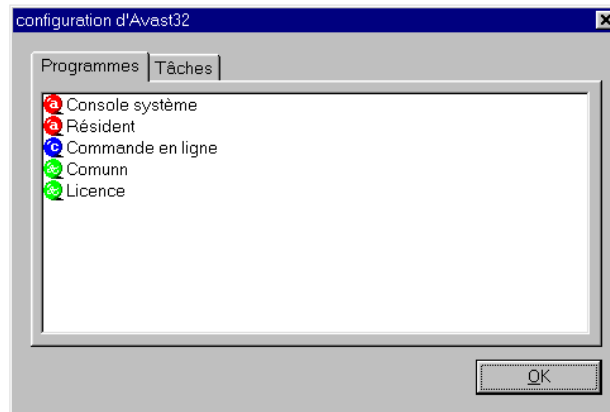 configuration d'Avast32
Programmes Tâches
Console système
Résident
Commande en ligne
Comunn
Licence
OK